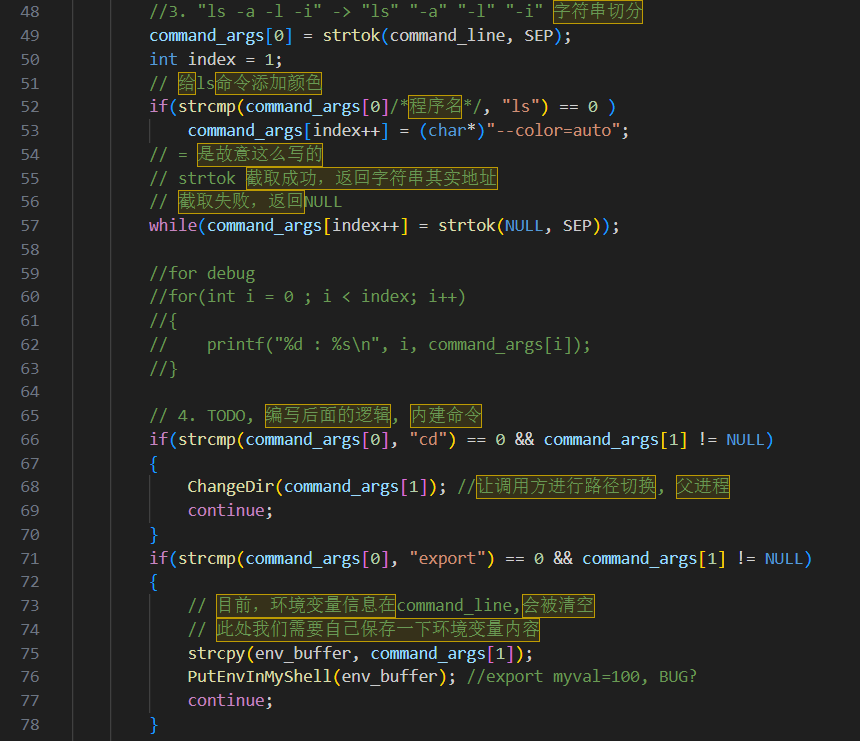 48 //3. "ls -a -l -i" -> "ls" "-a" "-l" "-i" 字符串切分
49 command_args[0] = strtok(command_line, SEP);
50 int index = 1;
51 // 给ls命令添加颜色
52 if(strcmp(command_args[0]/*程序名*/, "ls") == 0 )
53 command_args[index++] = (char*)"--color=auto";
54 // = 是故意这么写的
55 // strtok 截取成功, 返回字符串其实地址
56 // 截取失败, 返回NULL
57 while(command_args[index++] = strtok(NULL, SEP));
58
59 //for debug
60 //for(int i = 0 ; i < index; i++)
61 //{
62 // printf("%d : %s\n", i, command_args[i]);
63 //}
64
65 // 4. TODO, 编写后面的逻辑, 内建命令
66 if(strcmp(command_args[0], "cd") == 0 && command_args[1] != NULL)
67 {
68 ChangeDir(command_args[1]); //让调用方进行路径切换, 父进程
69 continue;
70 }
71 if(strcmp(command_args[0], "export") == 0 && command_args[1] != NULL)
72 {
73 // 目前, 环境变量信息在command_line,会被清空
74 // 此处我们需要自己保存一下环境变量内容
75 strcpy(env_buffer, command_args[1]);
76 PutEnvInMyShell(env_buffer); //export myval=100, BUG?
77 continue;
78 }